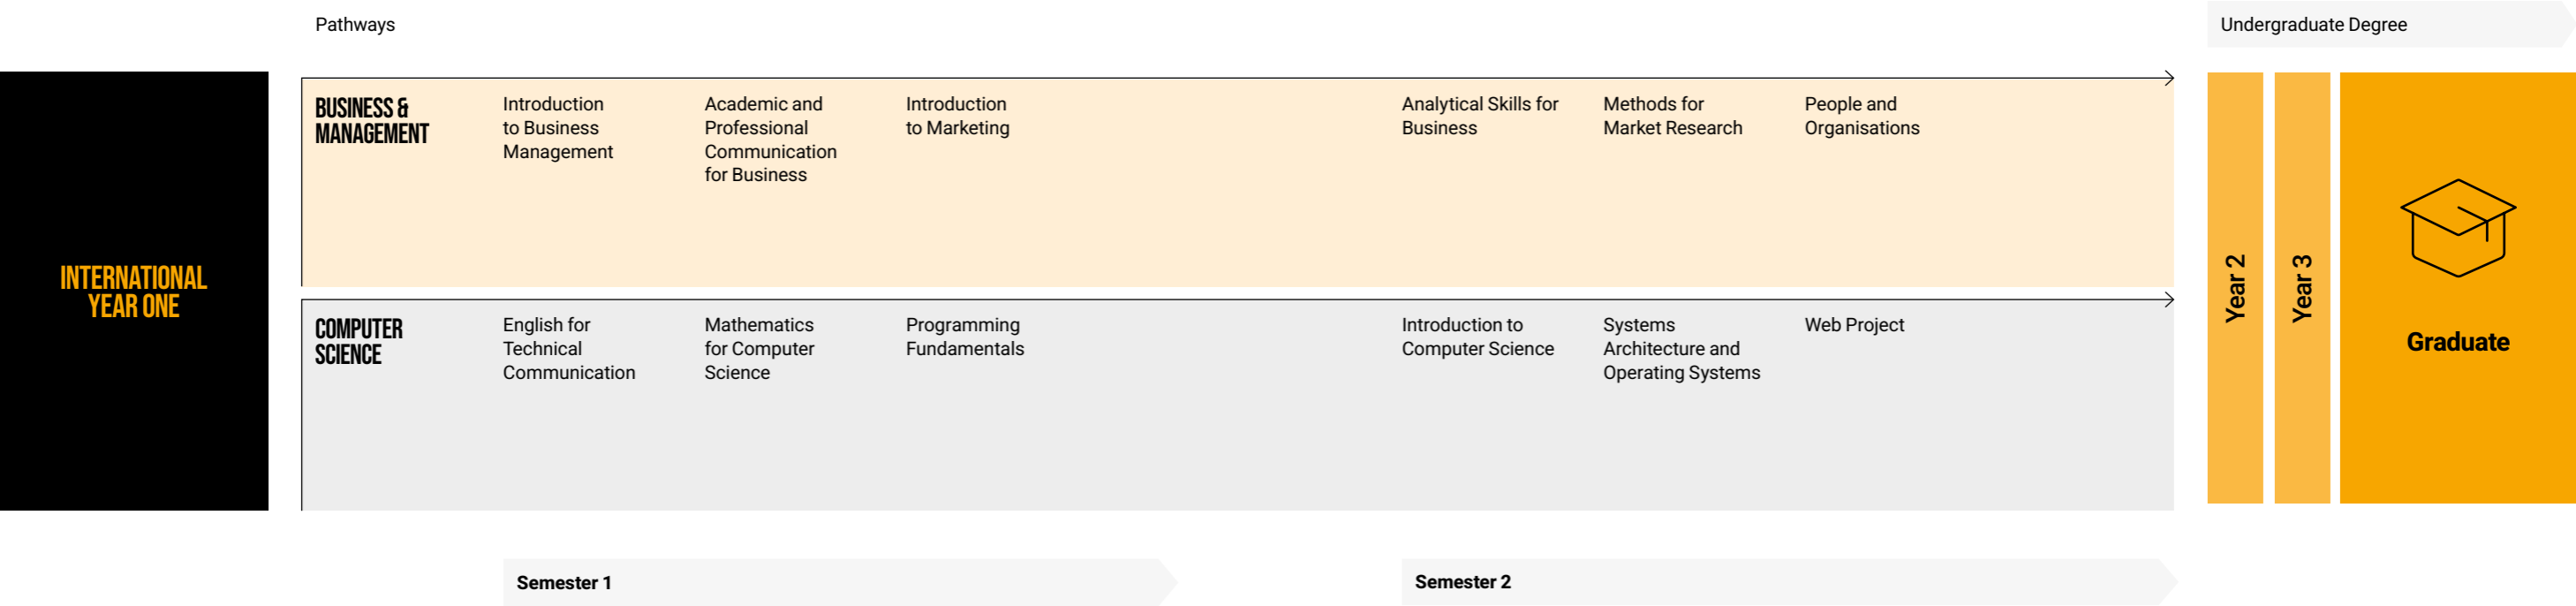 Pathways
Undergraduate Degree
INTERNATIONAL
YEAR ONE
BUSINESS &
MANAGEMENT
Introduction
to Business
Management
Academic and
Professional
Communication
for Business
Introduction
to Marketing
Analytical Skills for
Business
Methods for
Market Research
People and
Organisations
COMPUTER
SCIENCE
English for
Technical
Communication
Mathematics
for Computer
Science
Programming
Fundamentals
Introduction to
Computer Science
Systems
Architecture and
Operating Systems
Web Project
Year 2
Year 3
Graduate
Semester 1
Semester 2